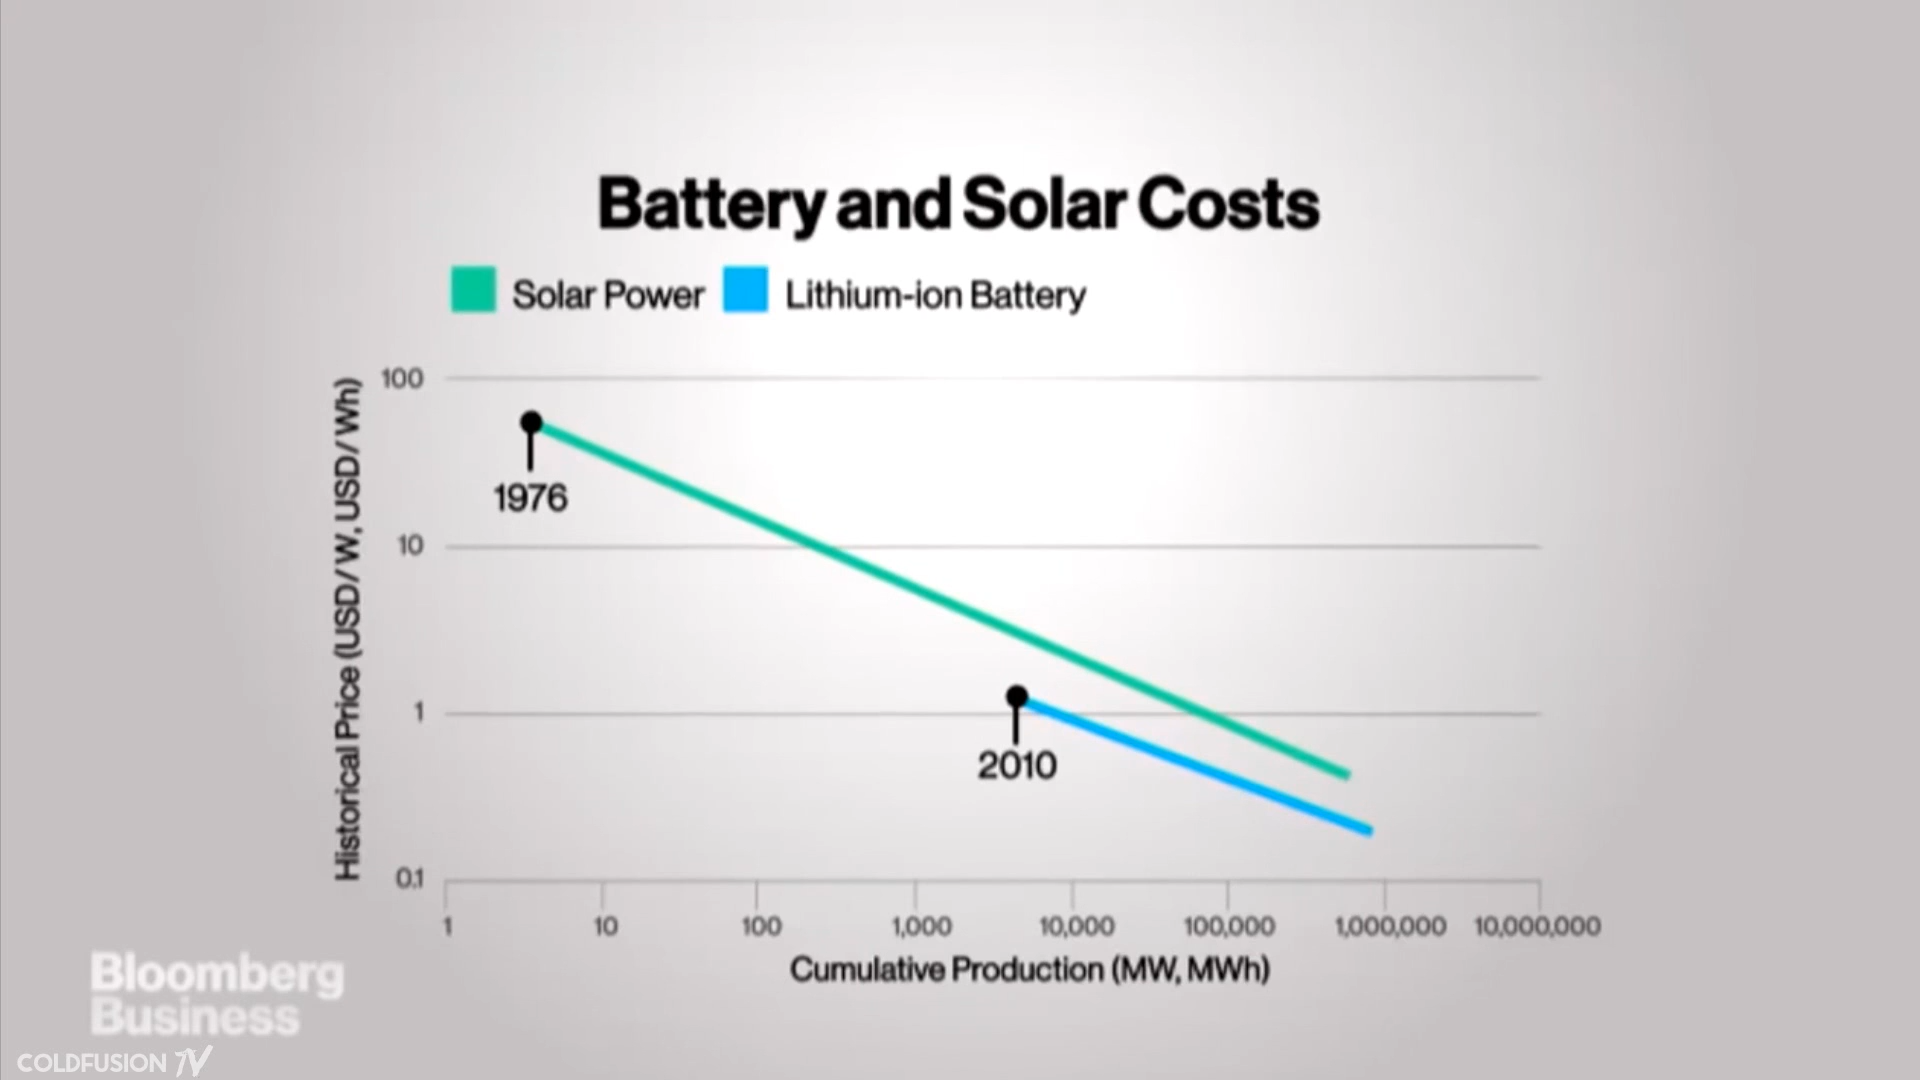 Battery and Solar Costs
Solar Power
Lithium-ion Battery
Historical Price (USD/W, USD/Wh)
100
10
1
0.1
1976
2010
1
10
100
1,000
10,000
100,000
1,000,000
10,000,000
Cumulative Production (MW, MWh)
Bloomberg
Business
COLDFUSION TV